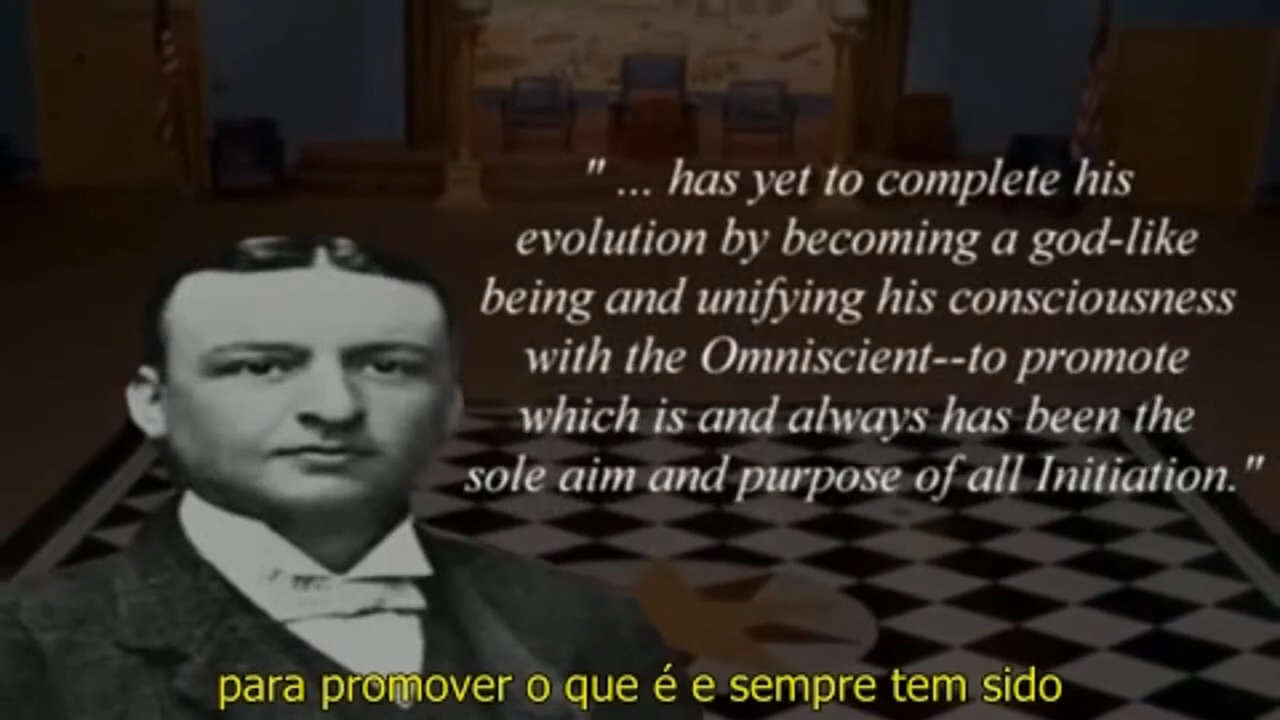 " ... has yet to complete his
evolution by becoming a god-like
being and unifying his consciousness
with the Omniscient--to promote
which is and always has been the
sole aim and purpose of all Initiation."
para promover o que é e sempre tem sido